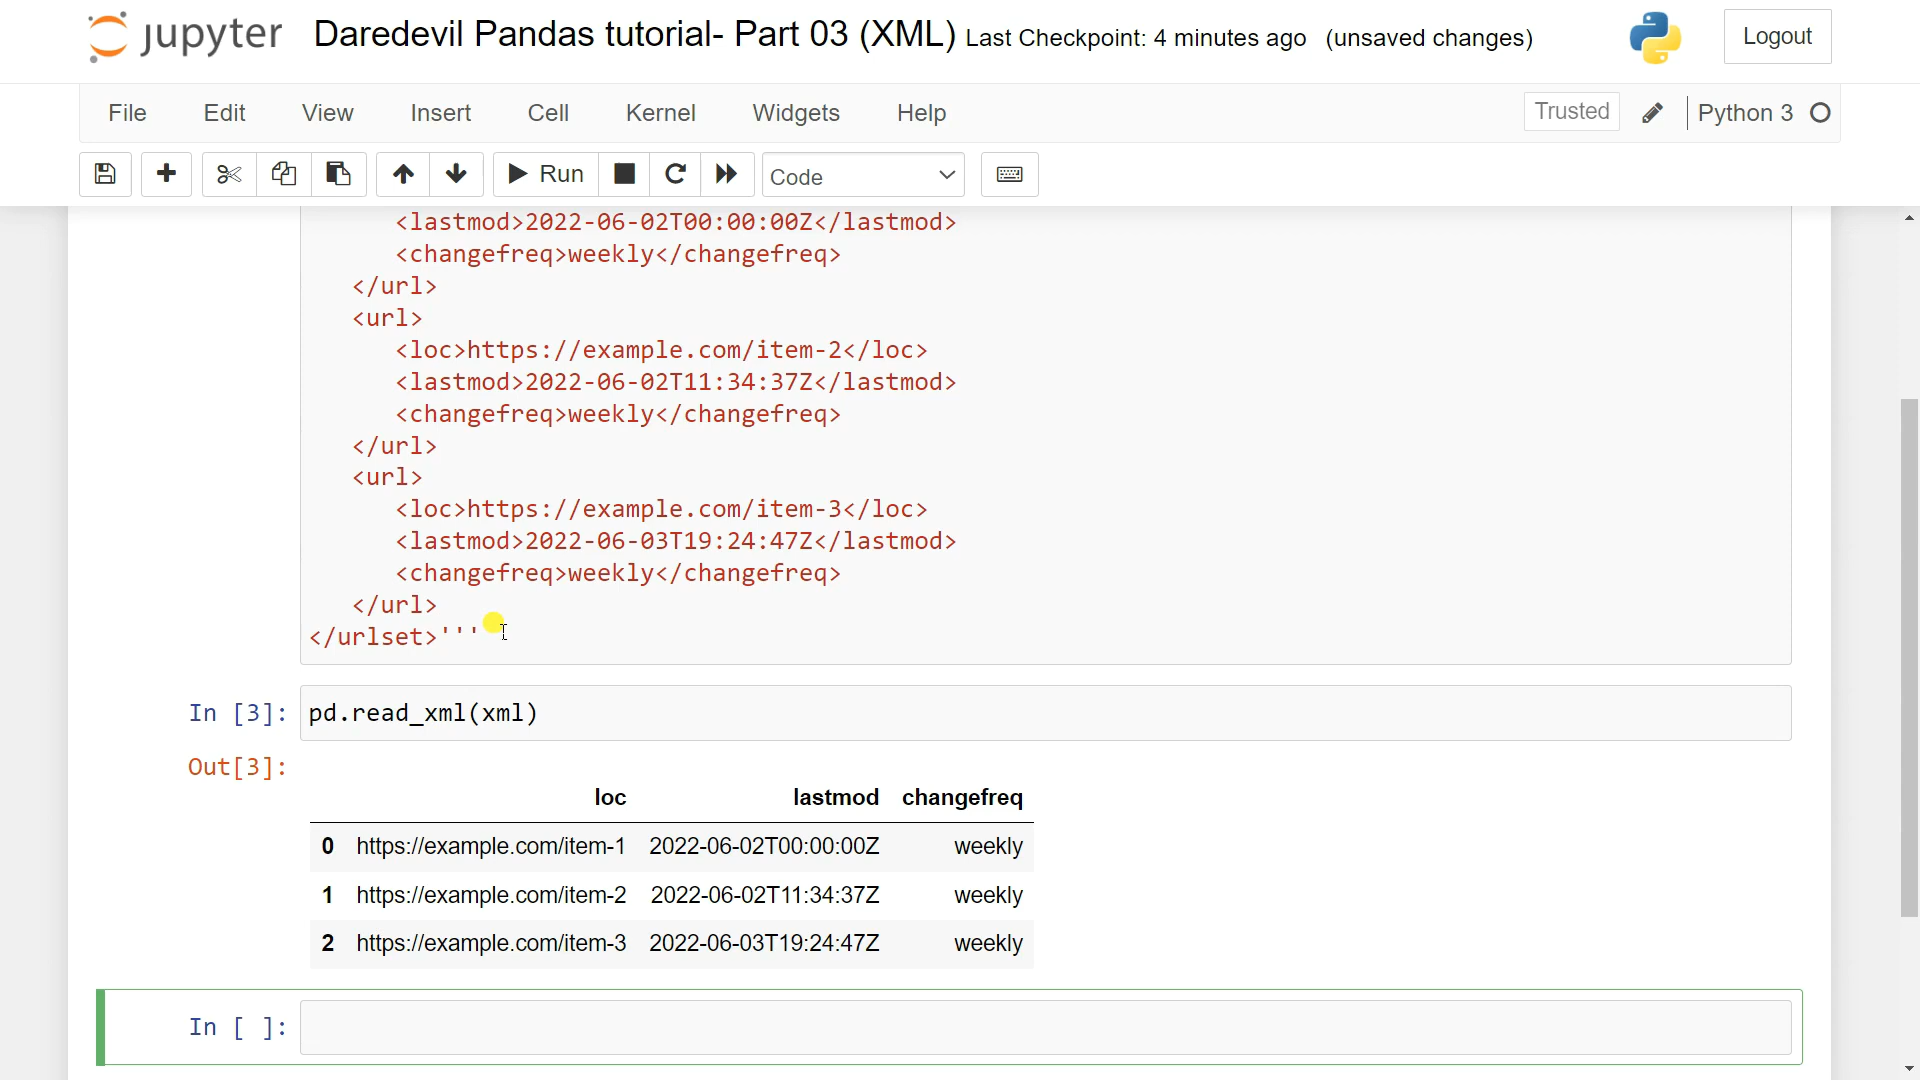 jupyter Daredevil Pandas tutorial- Part 03 (XML) Last Checkpoint: 4 minutes ago (unsaved changes) Logout
File Edit View Insert Cell Kernel Widgets Help Trusted Python 3
Run Code
<lastmod>2022-06-02T00:00:00Z</lastmod>
<changefreq>weekly</changefreq>
</url>
<url>
<loc>https://example.com/item-2</loc>
<lastmod>2022-06-02T11:34:37Z</lastmod>
<changefreq>weekly</changefreq>
</url>
<url>
<loc>https://example.com/item-3</loc>
<lastmod>2022-06-03T19:24:47Z</lastmod>
<changefreq>weekly</changefreq>
</url>
</urlset>'''
In [3]: pd.read_xml(xml)
Out[3]:
loc lastmod changefreq
0 https://example.com/item-1 2022-06-02T00:00:00Z weekly
1 https://example.com/item-2 2022-06-02T11:34:37Z weekly
2 https://example.com/item-3 2022-06-03T19:24:47Z weekly
In [ ]: